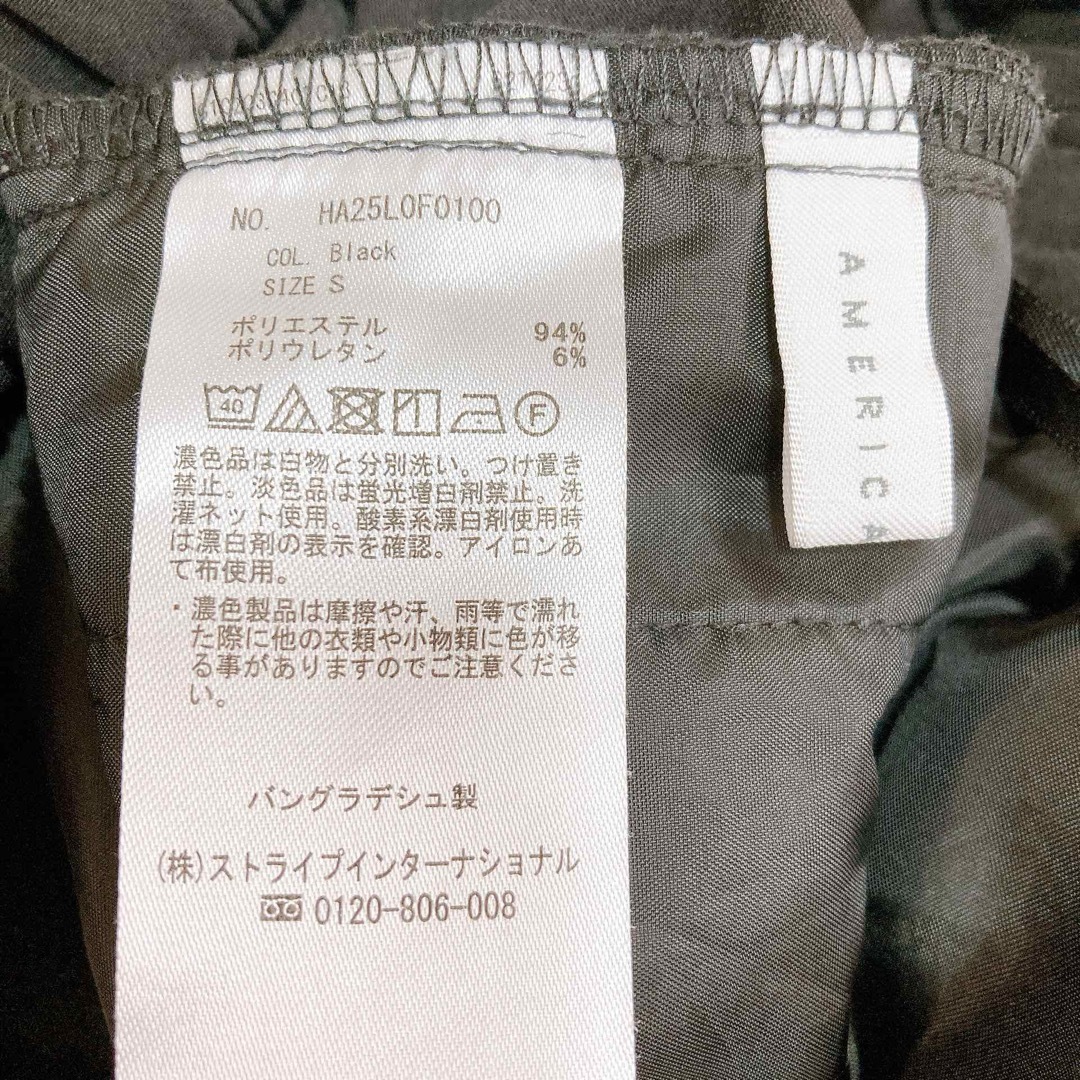 NO. HA25L0F0100
COL. Black
SIZE S
ポリエステル 94%
ポリウレタン 6%
40 F
濃色品は白物と分別洗い。つけ置き
禁止。淡色品は蛍光増白剤禁止。洗
濯ネット使用。酸素系漂白剤使用時
は漂白剤の表示を確認。アイロンあ
て布使用。
・濃色製品は摩擦や汗、雨等で濡れ
た際に他の衣類や小物類に色が移
る事がありますのでご注意くださ
い。
バングラデシュ製
(株)ストライプインターナショナル
0120-806-008
AMERICA